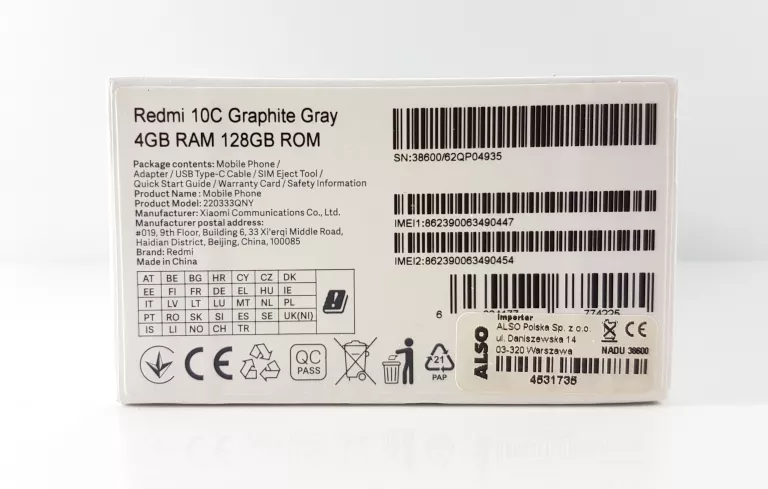 Redmi 10C Graphite Gray
4GB RAM 128GB ROM
Package contents: Mobile Phone /
Adapter / USB Type-C Cable / SIM Eject Tool /
Quick Start Guide / Warranty Card / Safety Information
Product Name: Mobile Phone
Product Model: 220333QNY
Manufacturer: Xiaomi Communications Co., Ltd.
Manufacturer postal address:
#019, 9th Floor, Building 6, 33 Xi'erqi Middle Road,
Haidian District, Beijing, China, 100085
Brand: Redmi
Made in China
AT BE BG HR CY CZ DK
EE FI FR DE EL HU IE
IT LV LT LU MT NL PL
PT RO SK SI ES SE UK(NI)
IS LI NO CH TR
CE
QC
PASS
21
PAP
SN:38600/62QP04935
IMEI1:862390063490447
IMEI2:862390063490454
6
ALSO
Importer
ALSO Polska Sp. z o.o.
ul. Daniszewska 14
03-320 Warszawa
CE
NADU 38600
4531735